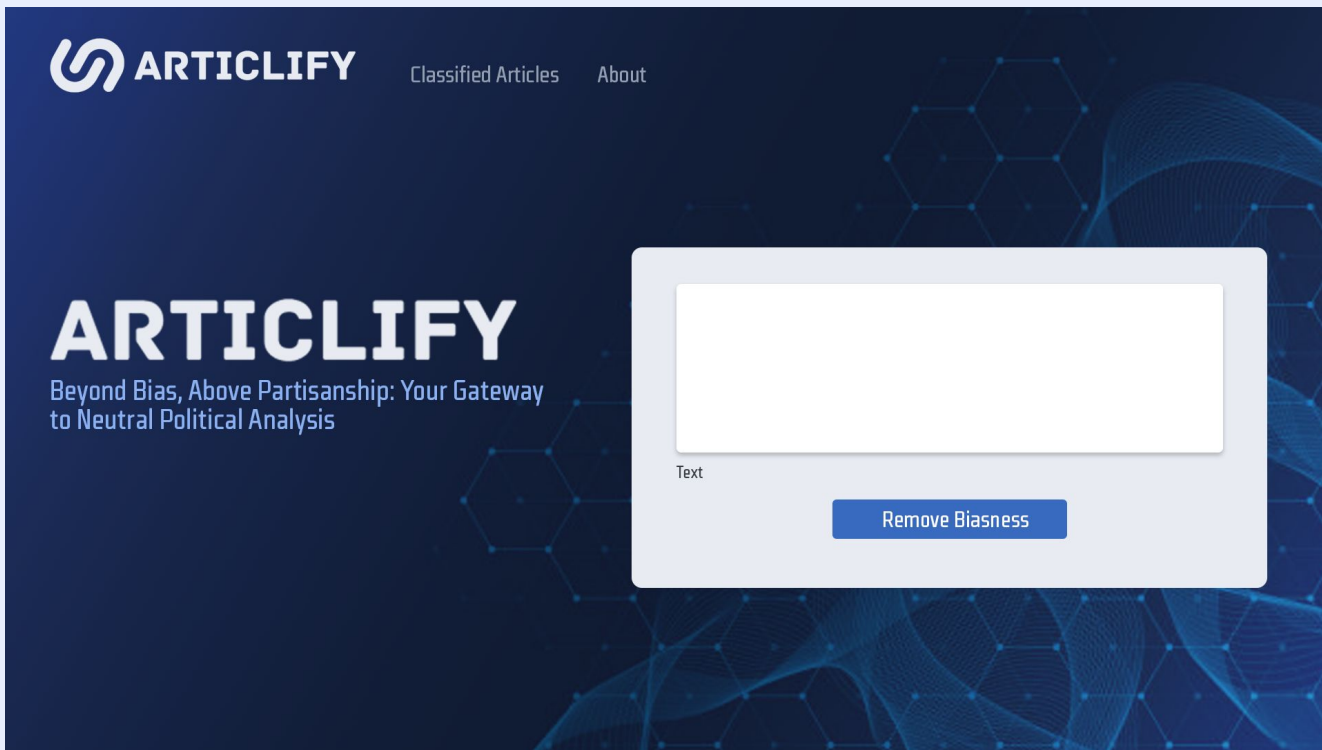 ARTICLIFY
Classified Articles
About
ARTICLIFY
Beyond Bias, Above Partisanship: Your Gateway
to Neutral Political Analysis
Text
Remove Biasness